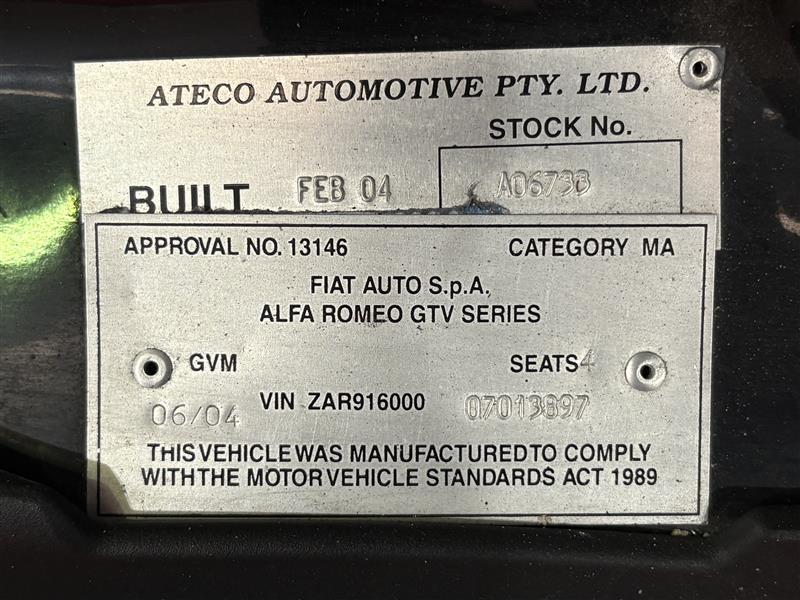 ATECO AUTOMOTIVE PTY. LTD.
STOCK No.
BUILT FEB 04 A06733
APPROVAL NO. 13146 CATEGORY MA
FIAT AUTO S.p.A.
ALFA ROMEO GTV SERIES
GVM SEATS 4
06/04 VIN ZAR916000 07013897
THIS VEHICLE WAS MANUFACTURED TO COMPLY
WITH THE MOTOR VEHICLE STANDARDS ACT 1989